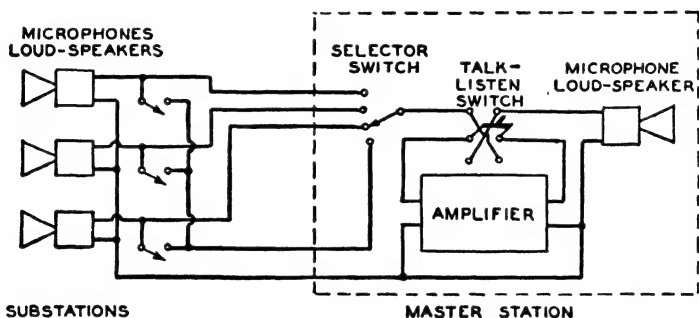 MICROPHONES
LOUD-SPEAKERS
SELECTOR
SWITCH
TALK-
LISTEN
SWITCH
MICROPHONE
LOUD-SPEAKER
AMPLIFIER
SUBSTATIONS
MASTER STATION